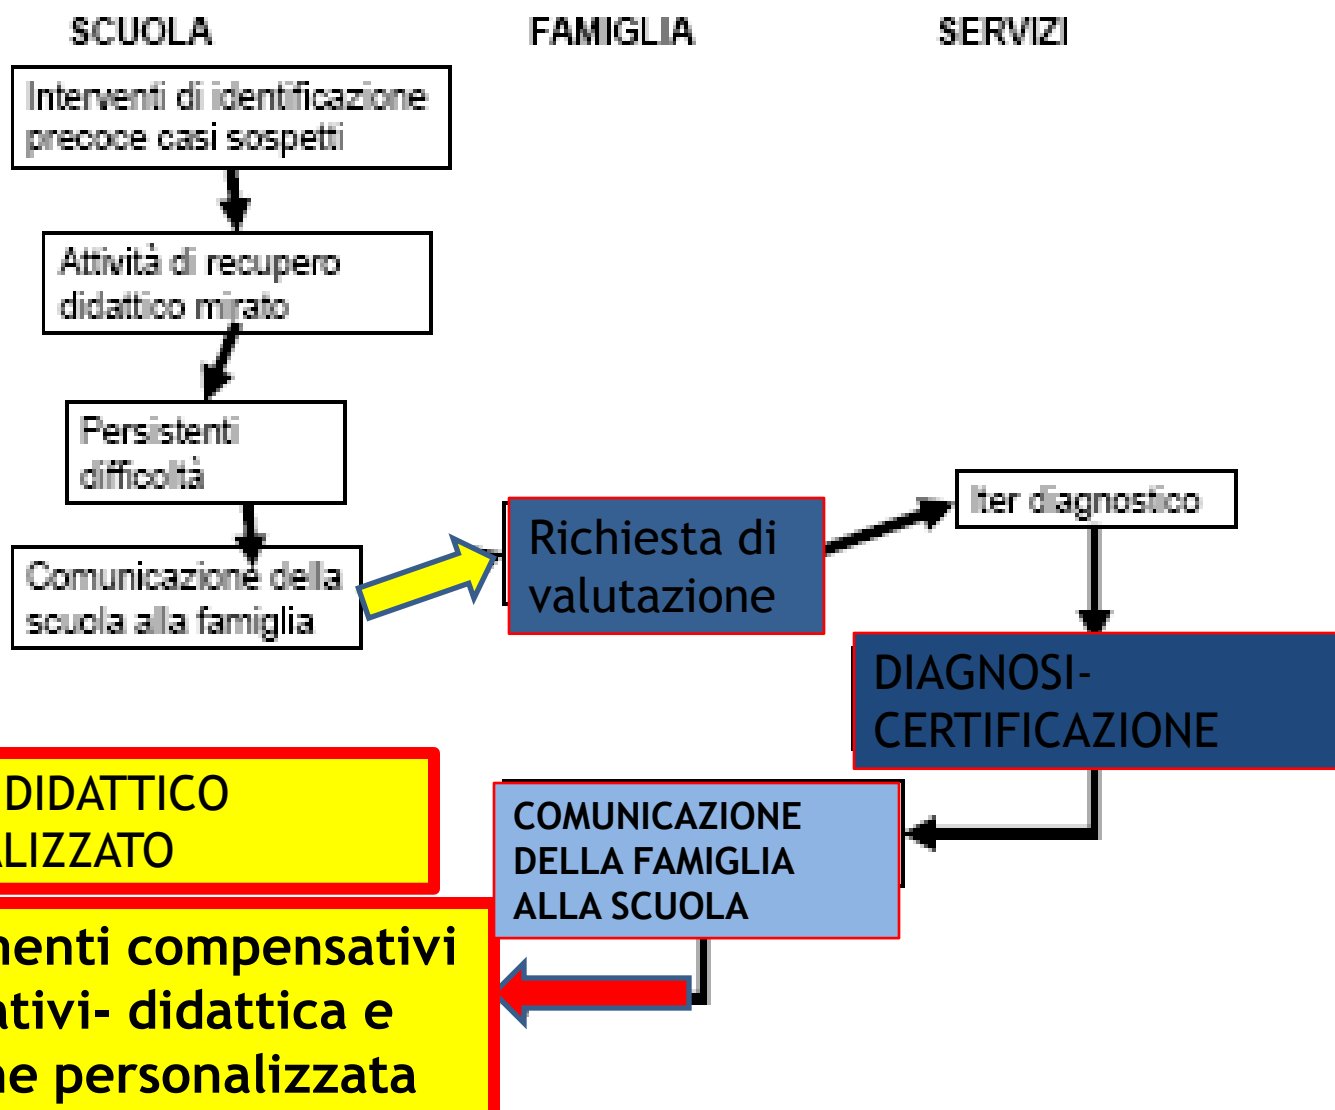 SCUOLA
FAMIGLIA
SERVIZI
Interventi di identificazione
precoce casi sospetti
Attività di recupero
didattico mirato
Persistenti
difficoltà
Comunicazione della
scuola alla famiglia
Richiesta di
valutazione
Iter diagnostico
DIAGNOSI-
CERTIFICAZIONE
COMUNICAZIONE
DELLA FAMIGLIA
ALLA SCUOLA
DIDATTICO
ALIZZATO
menti compensativi
ativi- didattica e
ne personalizzata